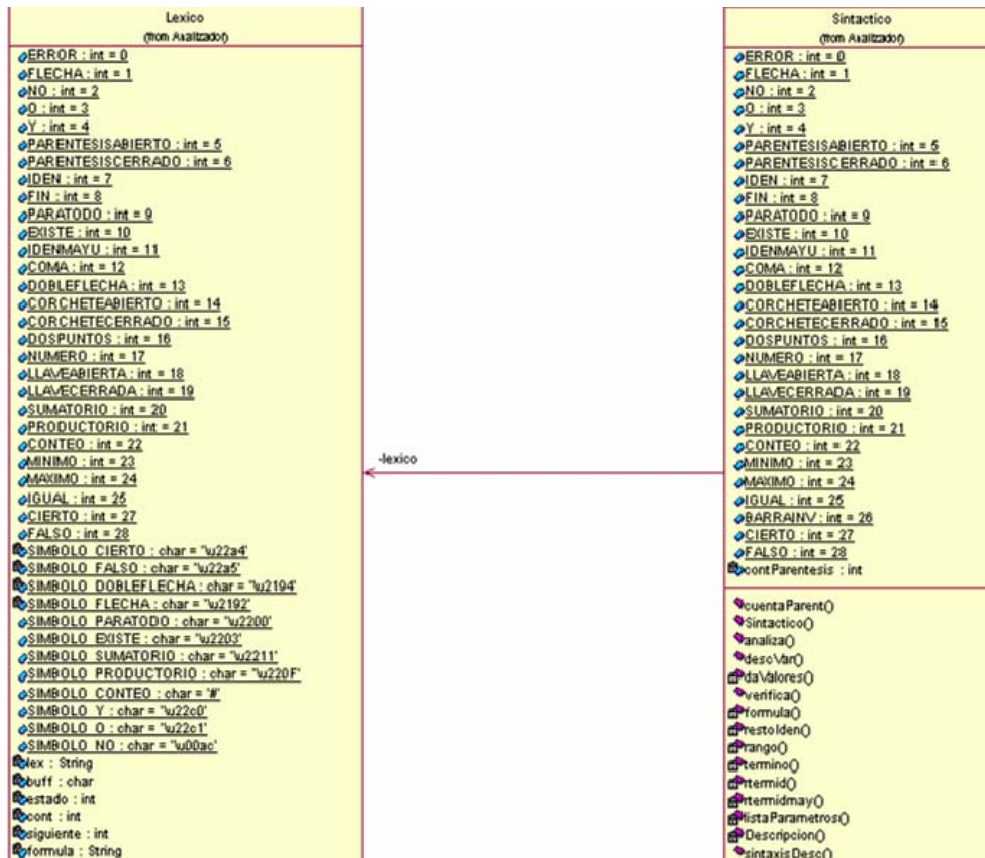 Lexico
(from Analizador)
ERROR : int = 0
FLECHA : int = 1
NO : int = 2
O : int = 3
Y : int = 4
PARENTESISABIERTO : int = 5
PARENTESISCERRADO : int = 6
IDEN : int = 7
FIN : int = 8
PARATODO : int = 9
EXISTE : int = 10
IDENMAYU : int = 11
COMA : int = 12
DOBLEFLECHA : int = 13
CORCHETEABIERTO : int = 14
CORCHETECERRADO : int = 15
DOSPUNTOS : int = 16
NUMERO : int = 17
LLAVEABIERTA : int = 18
LLAVECERRADA : int = 19
SUMATORIO : int = 20
PRODUCTORIO : int = 21
CONTEO : int = 22
MINIMO : int = 23
MAXIMO : int = 24
IGUAL : int = 25
CIERTO : int = 27
FALSO : int = 28
SIMBOLO_CIERTO : char = '\u22a4'
SIMBOLO_FALSO : char = '\u22a5'
SIMBOLO_DOBLEFLECHA : char = '\u2194'
SIMBOLO_FLECHA : char = '\u2192'
SIMBOLO_PARATODO : char = '\u2200'
SIMBOLO_EXISTE : char = '\u2203'
SIMBOLO_SUMATORIO : char = '\u2211'
SIMBOLO_PRODUCTORIO : char = '\u220F'
SIMBOLO_CONTEO : char = '#'
SIMBOLO_Y : char = '\u22c0'
SIMBOLO_O : char = '\u22c1'
SIMBOLO_NO : char = '\u00ac'
lex : String
buff : char
estado : int
cont : int
siguiente : int
formula : String
-lexico
Sintactico
(from Analizador)
ERROR : int = 0
FLECHA : int = 1
NO : int = 2
O : int = 3
Y : int = 4
PARENTESISABIERTO : int = 5
PARENTESISCERRADO : int = 6
IDEN : int = 7
FIN : int = 8
PARATODO : int = 9
EXISTE : int = 10
IDENMAYU : int = 11
COMA : int = 12
DOBLEFLECHA : int = 13
CORCHETEABIERTO : int = 14
CORCHETECERRADO : int = 15
DOSPUNTOS : int = 16
NUMERO : int = 17
LLAVEABIERTA : int = 18
LLAVECERRADA : int = 19
SUMATORIO : int = 20
PRODUCTORIO : int = 21
CONTEO : int = 22
MINIMO : int = 23
MAXIMO : int = 24
IGUAL : int = 25
BARRAINV : int = 26
CIERTO : int = 27
FALSO : int = 28
contParentesis : int
cuentaParent()
Sintactico()
analiza()
descVar()
daValores()
verifica()
formula()
restoIden()
rango()
termino()
rtermid()
rtermidmay()
listaParametros()
Descripcion()
sintaxisDesc()